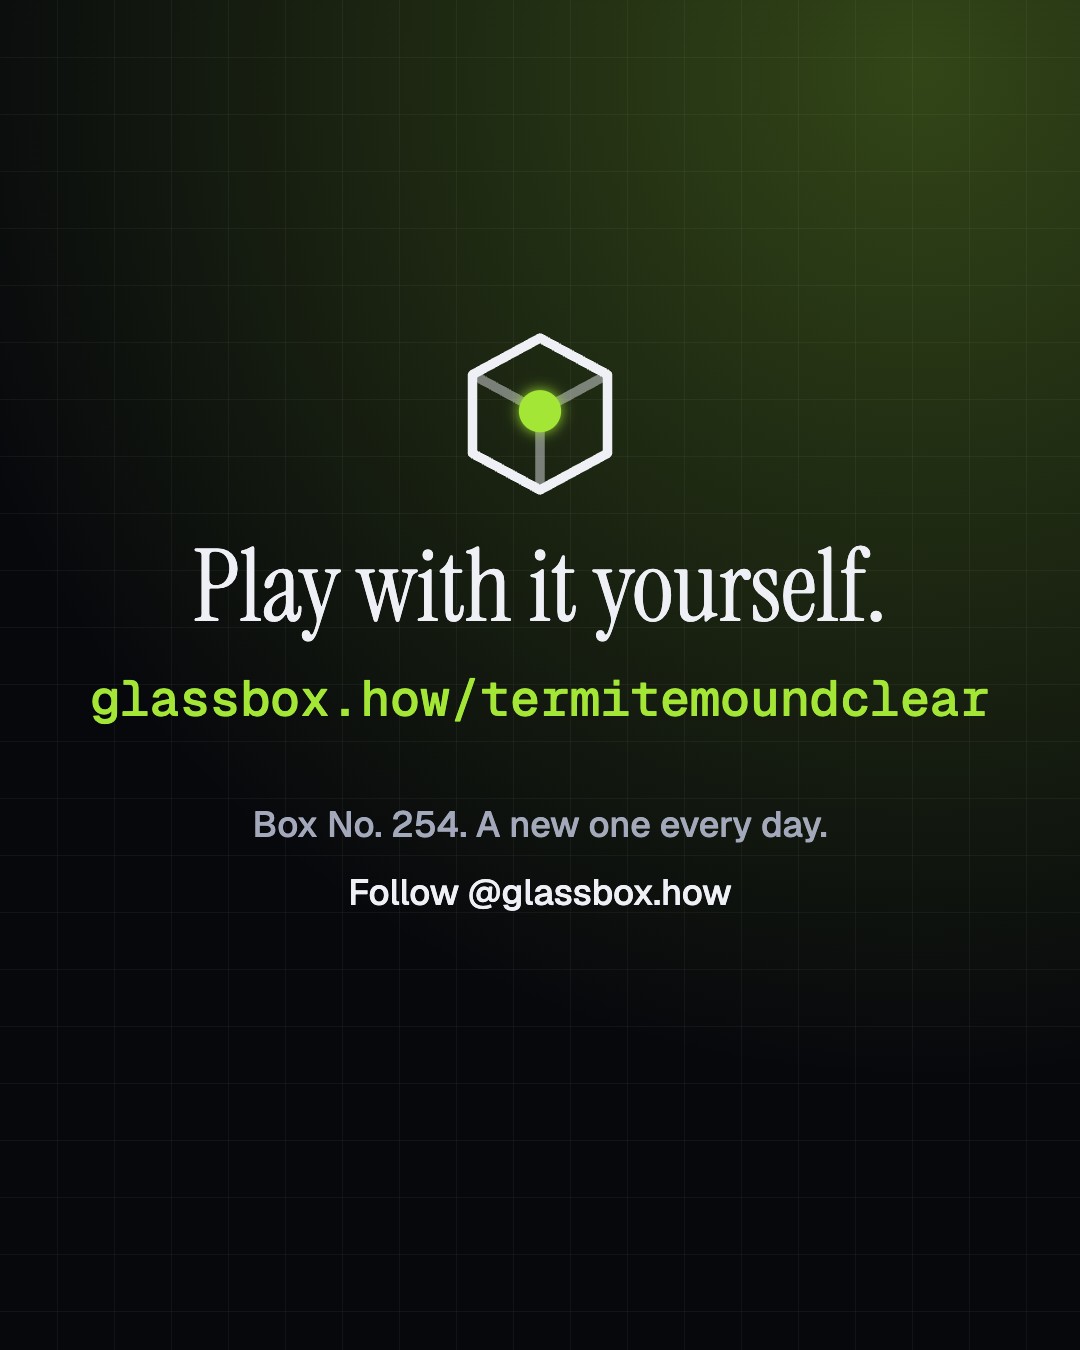 Play with it yourself.
glassbox.how/termitemoundclear
Box No. 254. A new one every day.
Follow @glassbox.how